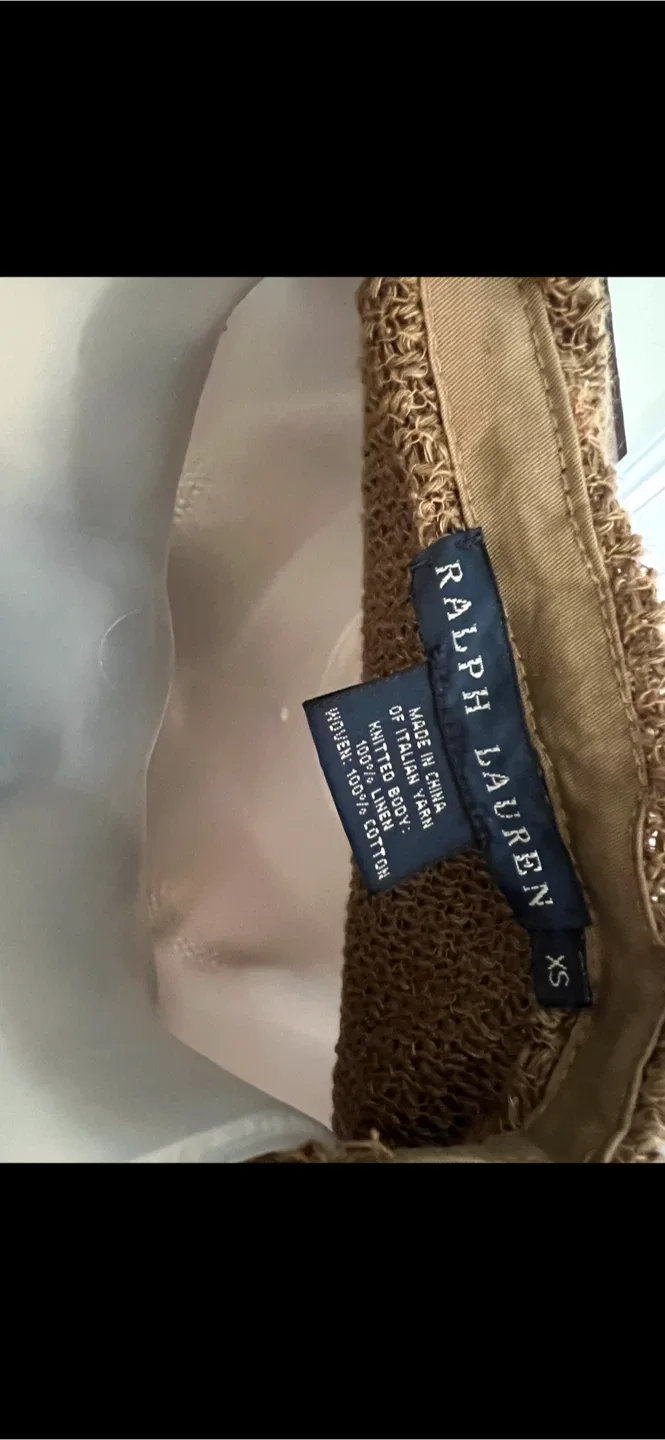 RALPH LAUREN
XS
MADE IN CHINA
OF ITALIAN YARN
KNITTED BODY:
100% LINEN
WOVEN: 100% COTTON